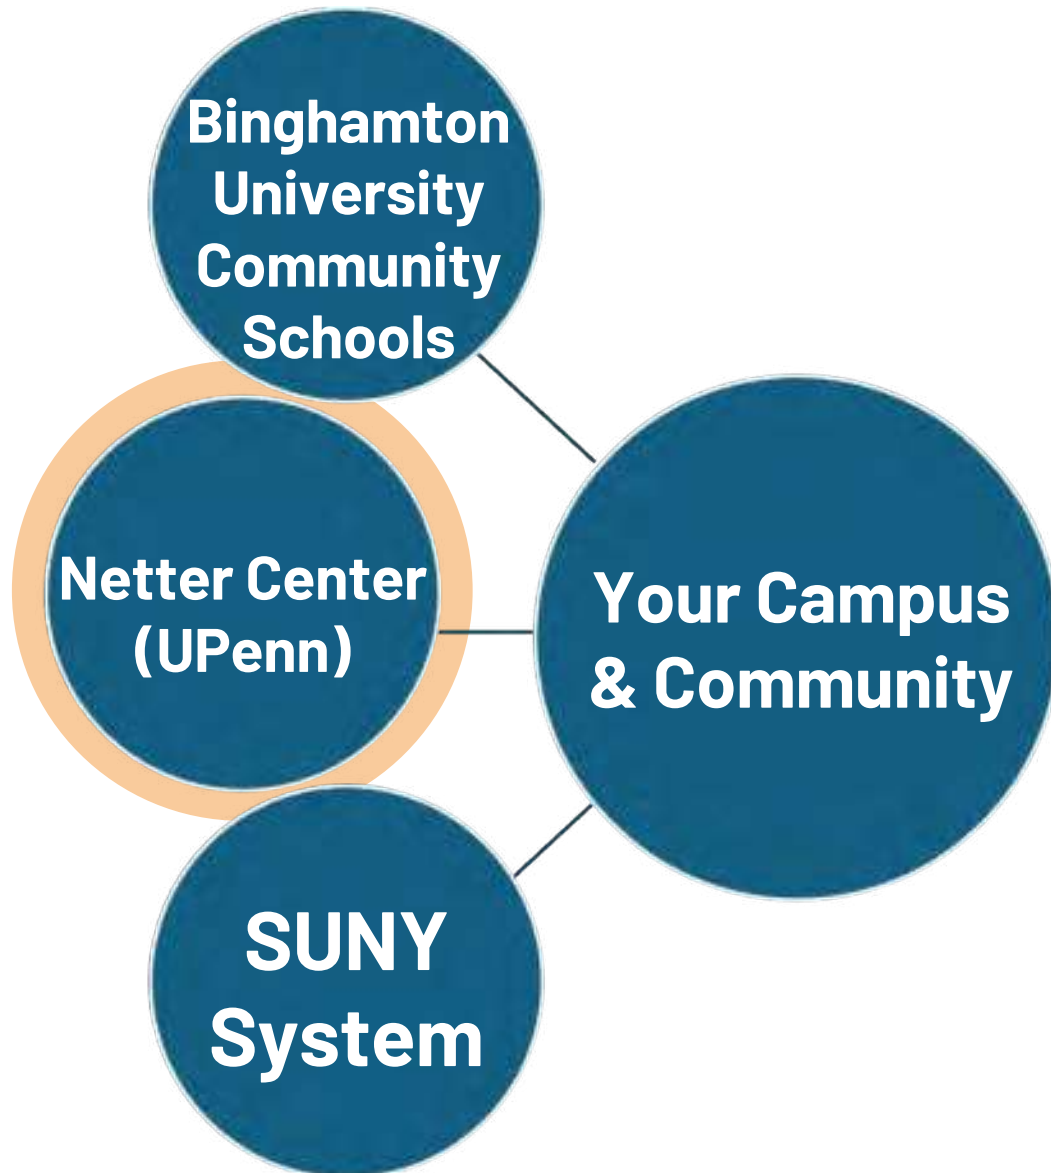 Binghamton
University
Community
Schools
Netter Center
(UPenn)
Your Campus
& Community
SUNY
System